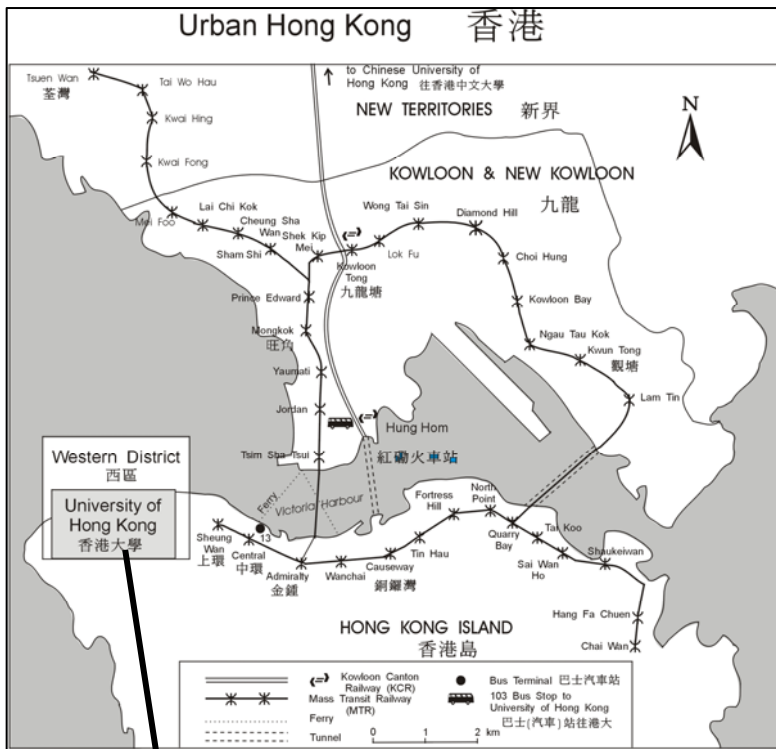 Urban Hong Kong 香港
to Chinese University of
Hong Kong 往香港中文大學
NEW TERRITORIES 新界
N
Tsuen Wan
荃灣
Tai Wo Hau
Kwai Hing
Kwai Fong
KOWLOON & NEW KOWLOON
九龍
Mei Foo
Lai Chi Kok
Cheung Sha
Wan
Sham Shi
Shek Kip
Mei
Kowloon
Tong
九龍塘
Lok Fu
Wong Tai Sin
Diamond Hill
Choi Hung
Kowloon Bay
Ngau Tau Kok
Kwun Tong
觀塘
Lam Tin
Prince Edward
Mongkok
旺角
Yaumati
Jordan
Tsim Sha Tsui
Hung Hom
紅磡火車站
Western District
西區
University of
Hong Kong
香港大學
Ferry
Victoria Harbour
13
Sheung
Wan
上環
Central
中環
Admiralty
金鍾
Wanchai
Causeway
銅鑼灣
Tin Hau
Fortress
Hill
North
Point
Quarry
Bay
Tai Koo
Sai Wan
Ho
Shaukeiwan
Hang Fa Chuen
Chai Wan
HONG KONG ISLAND
香港島
Kowloon Canton
Railway (KCR)
Mass Transit Railway
(MTR)
Ferry
Tunnel
0 1 2 km
Bus Terminal 巴士汽車站
103 Bus Stop to
University of Hong Kong
巴士(汽車)站往港大